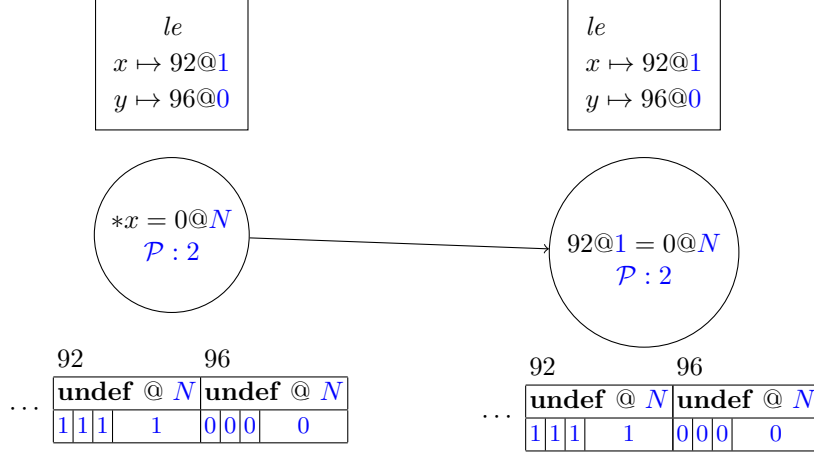 le
x ↦ 92@1
y ↦ 96@0
∗x = 0@N
𝒫 : 2
92 96
... undef @ N undef @ N
1 1 1 1 0 0 0 0
le
x ↦ 92@1
y ↦ 96@0
92@1 = 0@N
𝒫 : 2
92 96
... undef @ N undef @ N
1 1 1 1 0 0 0 0